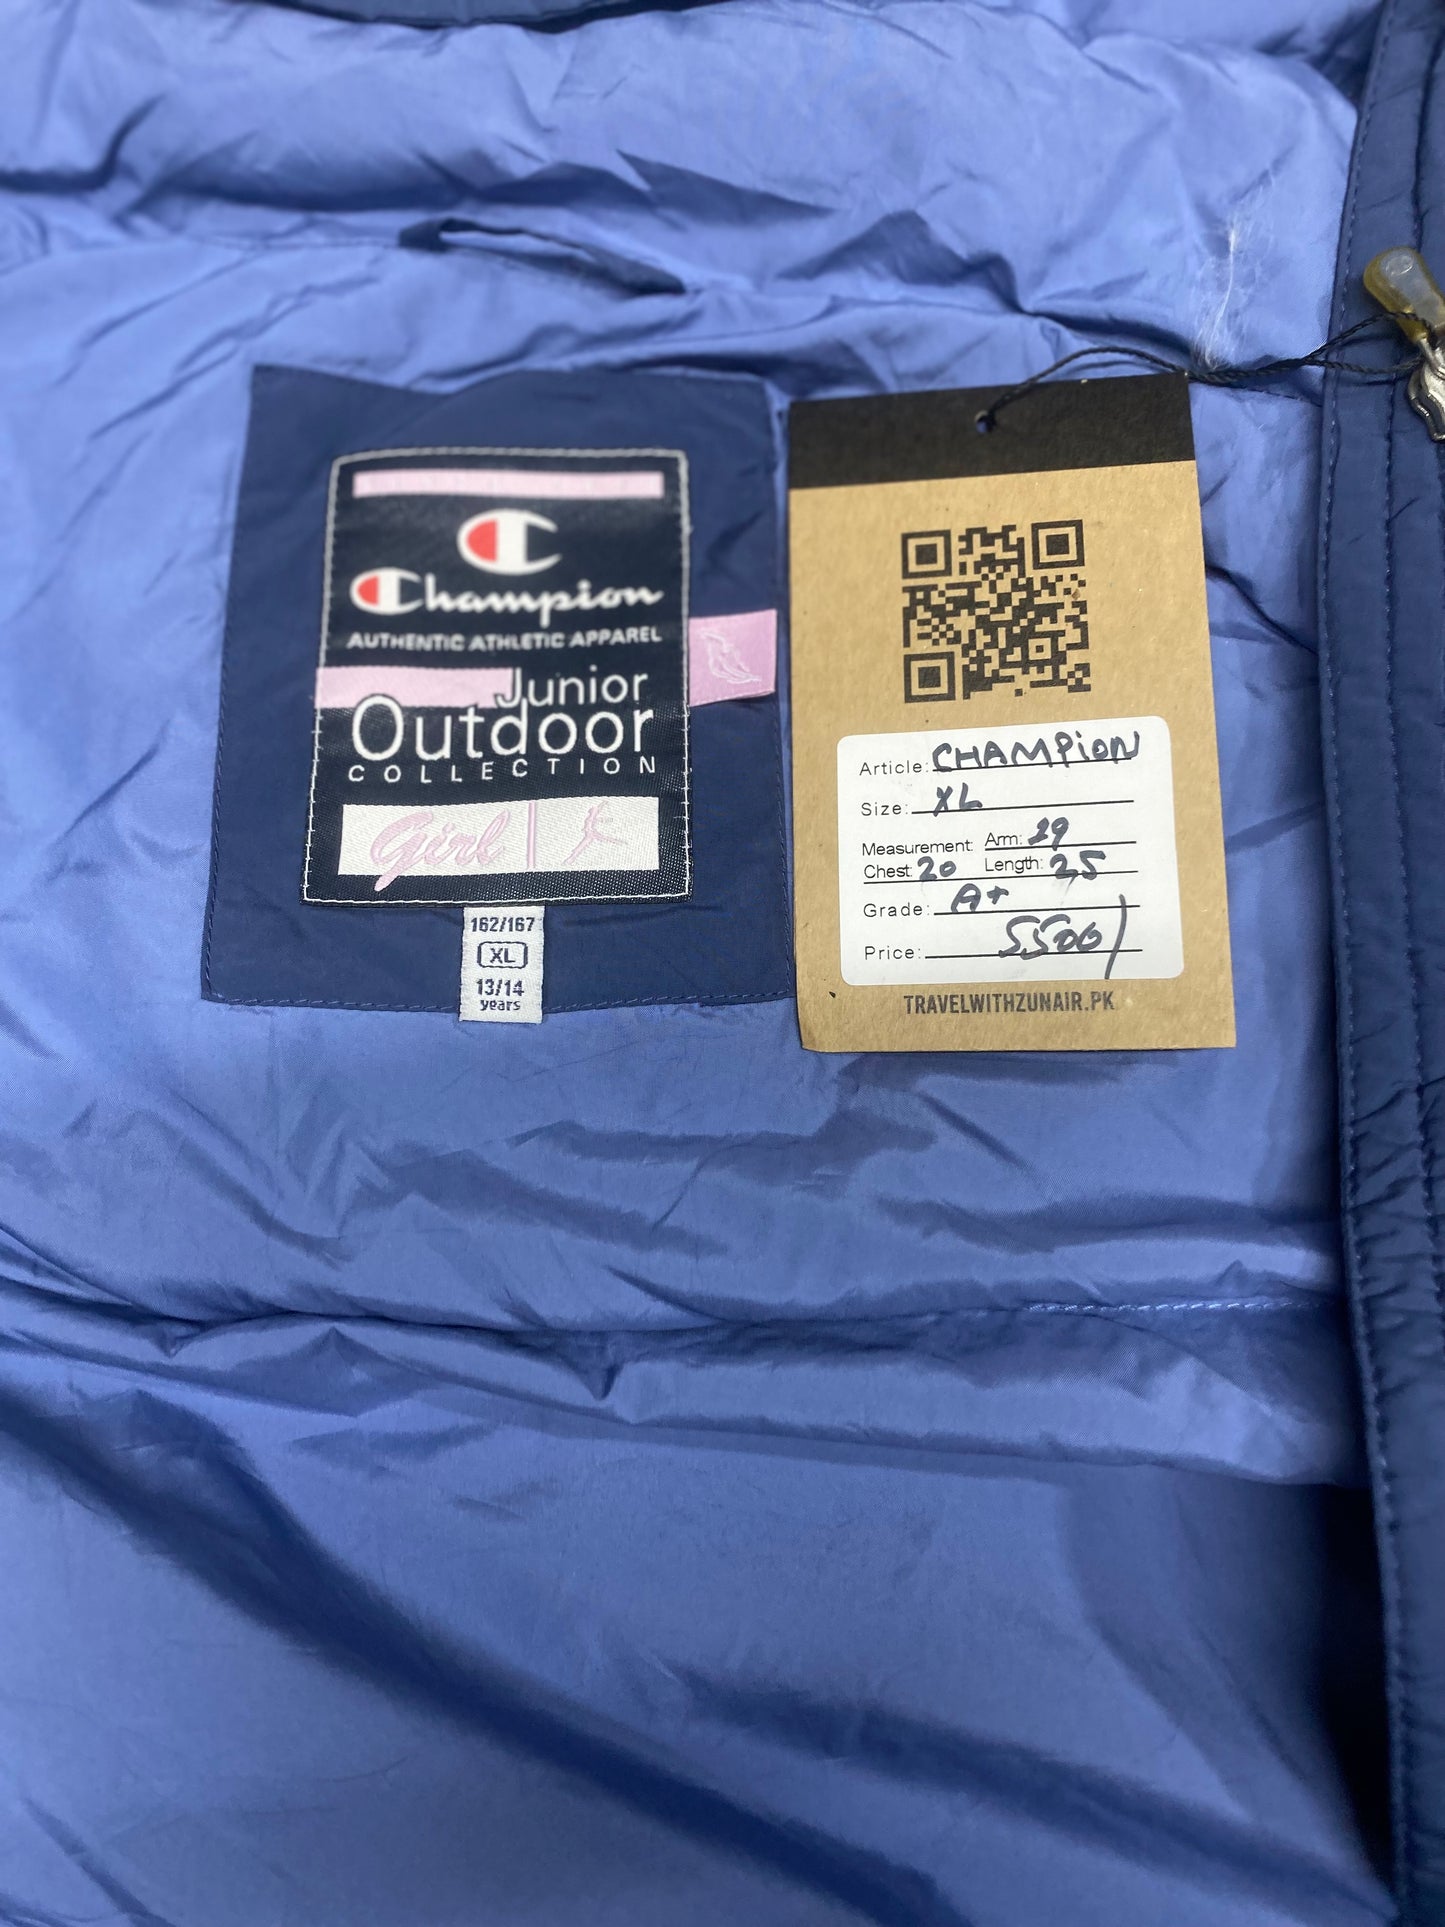 Champion
AUTHENTIC ATHLETIC APPAREL
Junior
Outdoor
COLLECTION
Girl
162/167
XL
13/14
years
Article: CHAMPION
Size: XL
Measurement: Arm: 29
Chest: 20 Length: 25
Grade: A+
Price: 5500/
TRAVELWITHZUNAIR.PK